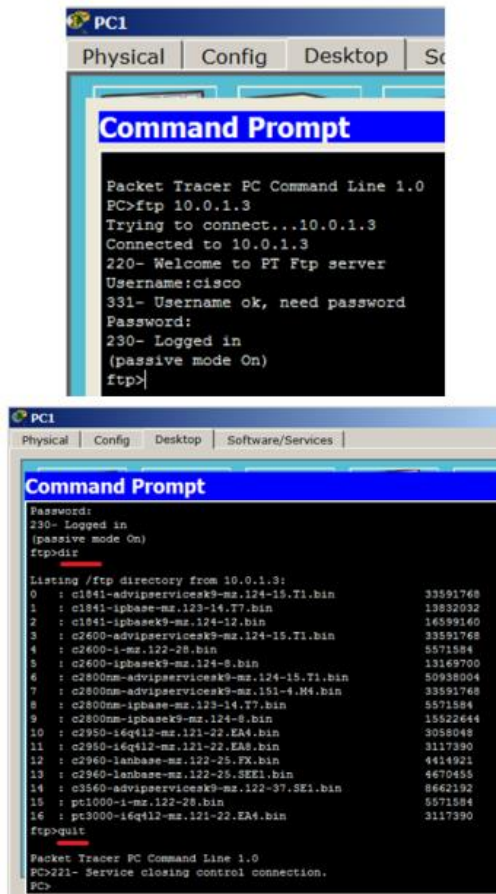 PC1
Physical Config Desktop
Command Prompt
Packet Tracer PC Command Line 1.0
PC>ftp 10.0.1.3
Trying to connect...10.0.1.3
Connected to 10.0.1.3
220- Welcome to PT Ftp server
Username:cisco
331- Username ok, need password
Password:
230- Logged in
(passive mode On)
ftp>
PC1
Physical Config Desktop Software/Services
Command Prompt
Password:
230- Logged in
(passive mode On)
ftp>dir
Listing /ftp directory from 10.0.1.3:
0 : c1841-advipservicesk9-mz.124-15.T1.bin 33591768
1 : c1841-ipbase-mz.123-14.T7.bin 13832032
2 : c1841-ipbasek9-mz.124-12.bin 16599160
3 : c2600-advipservicesk9-mz.124-15.T1.bin 33591768
4 : c2600-i-mz.122-28.bin 5571584
5 : c2600-ipbasek9-mz.124-8.bin 13169700
6 : c2800nm-advipservicesk9-mz.124-15.T1.bin 50938004
7 : c2800nm-advipservicesk9-mz.151-4.M4.bin 33591768
8 : c2800nm-ipbase-mz.123-14.T7.bin 5571584
9 : c2800nm-ipbasek9-mz.124-8.bin 15522644
10 : c2950-i6q4l2-mz.121-22.EA4.bin 3058048
11 : c2950-i6q4l2-mz.121-22.EA8.bin 3117390
12 : c2960-lanbase-mz.122-25.FX.bin 4414921
13 : c2960-lanbase-mz.122-25.SEE1.bin 4670455
14 : c3560-advipservicesk9-mz.122-37.SE1.bin 8662192
15 : pt1000-i-mz.122-28.bin 5571584
16 : pt3000-i6q4l2-mz.121-22.EA4.bin 3117390
ftp>quit
Packet Tracer PC Command Line 1.0
PC>221- Service closing control connection.
PC>